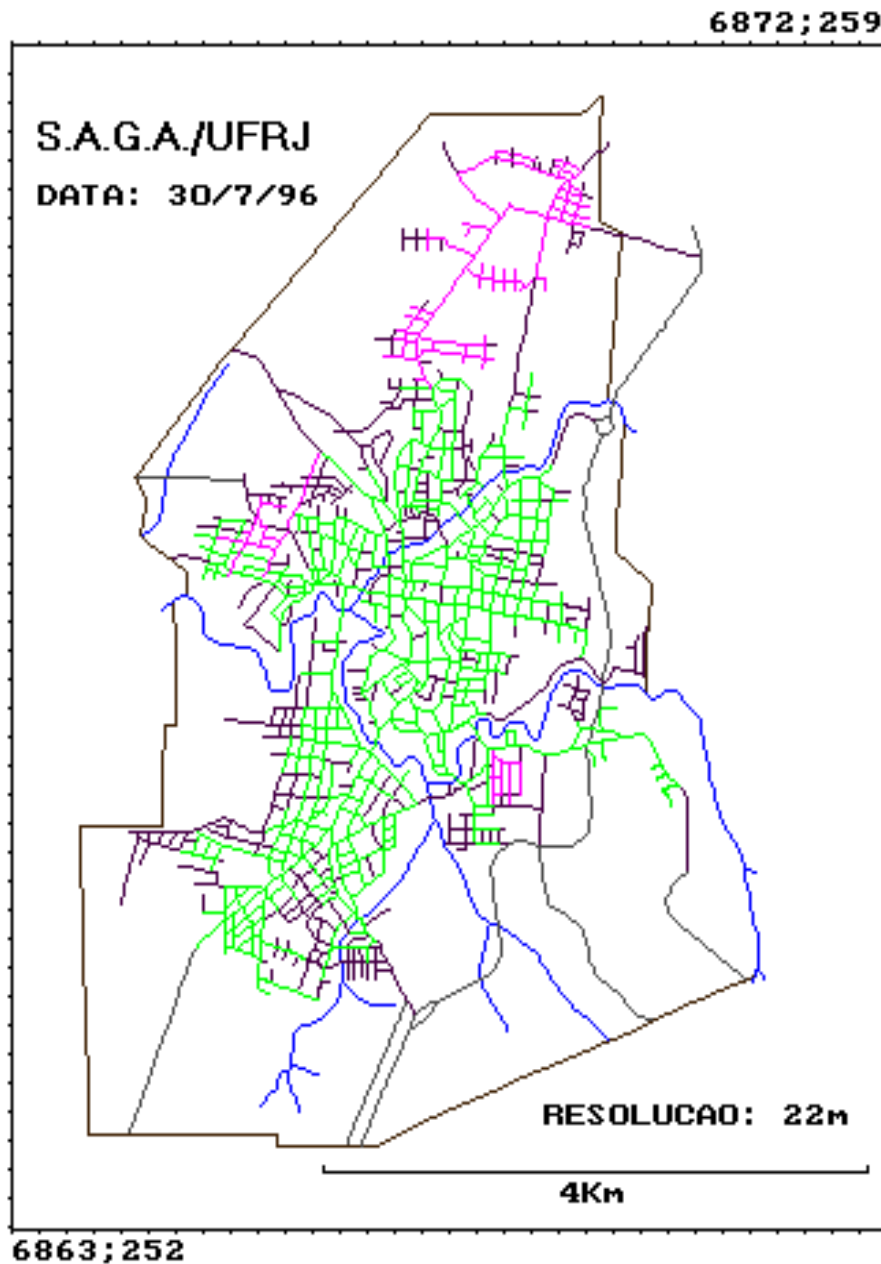 6872;259
S.A.G.A./UFRJ
DATA: 30/7/96
RESOLUCAO: 22m
4Km
6863;252